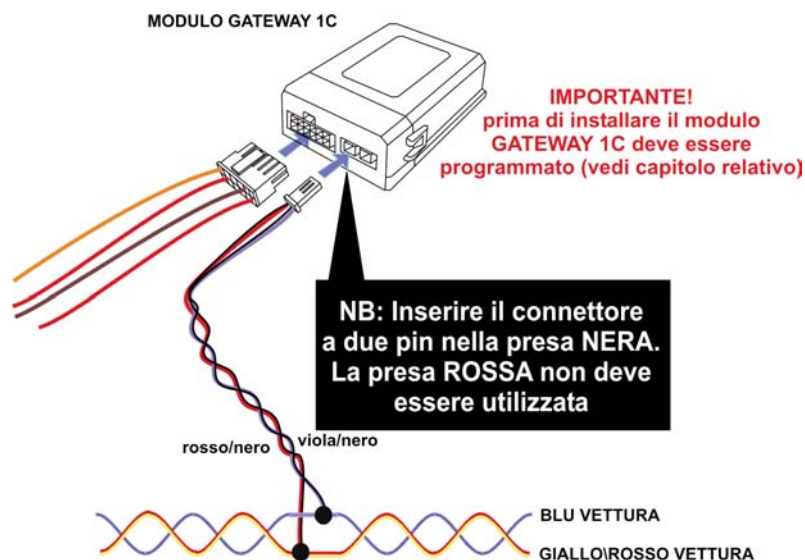 MODULO GATEWAY 1C
IMPORTANTE!
prima di installare il modulo
GATEWAY 1C deve essere
programmato (vedi capitolo relativo)
NB: Inserire il connettore
a due pin nella presa NERA.
La presa ROSSA non deve
essere utilizzata
rosso/nero
viola/nero
BLU VETTURA
GIALLO\ROSSO VETTURA